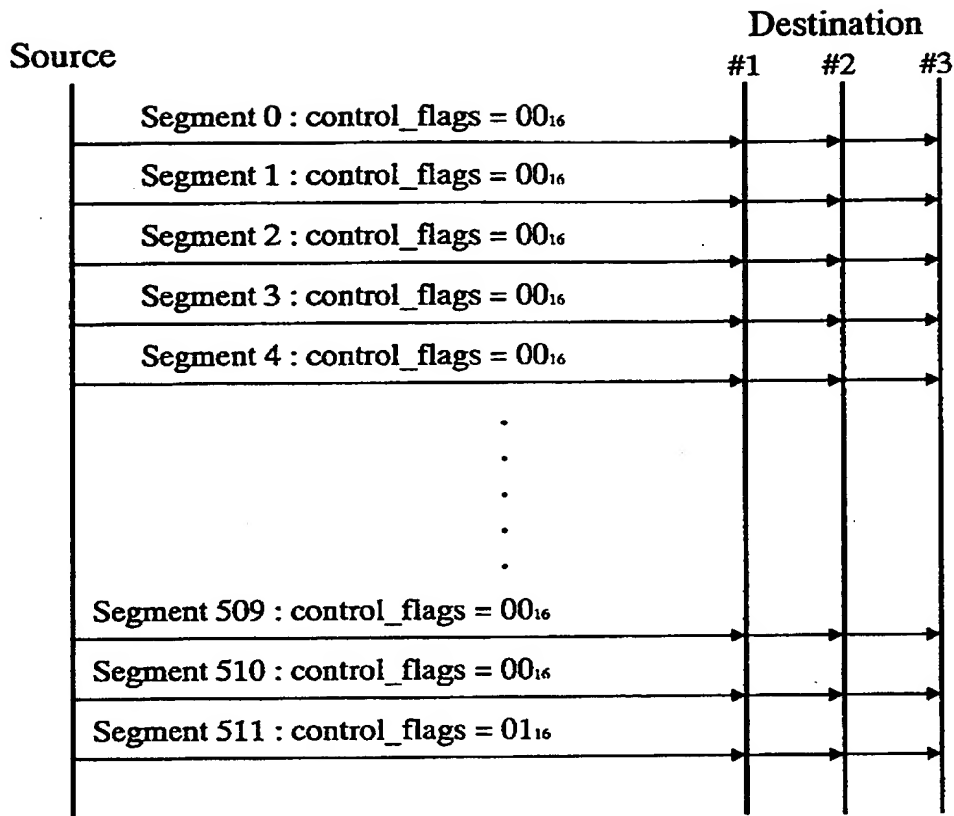 Destination
Source
#1 #2 #3
Segment 0 : control_flags = 00₁₆
Segment 1 : control_flags = 00₁₆
Segment 2 : control_flags = 00₁₆
Segment 3 : control_flags = 00₁₆
Segment 4 : control_flags = 00₁₆
Segment 509 : control_flags = 00₁₆
Segment 510 : control_flags = 00₁₆
Segment 511 : control_flags = 01₁₆